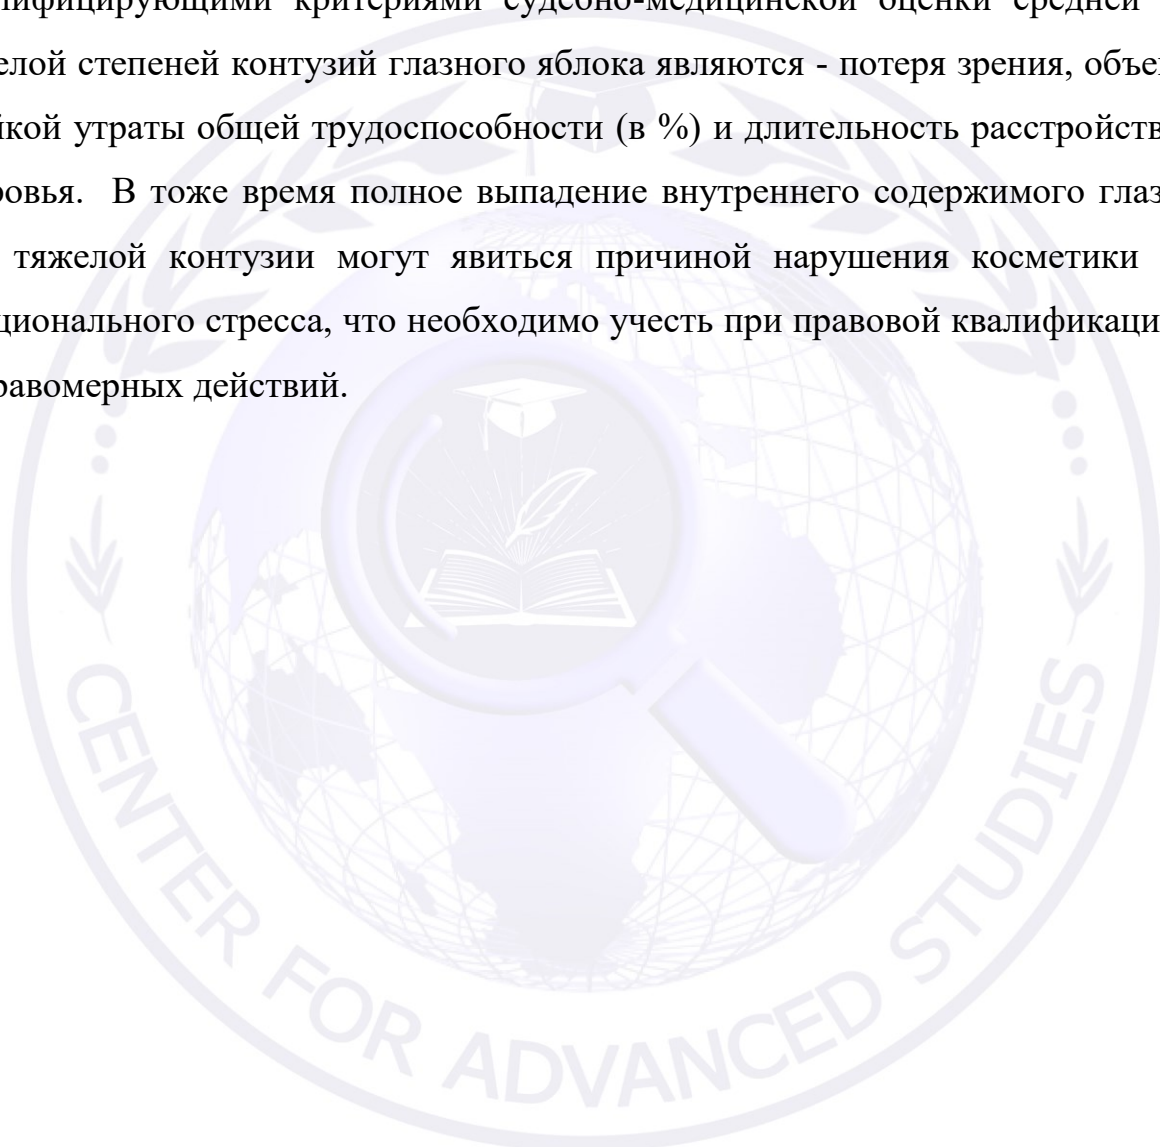 лифицирующими критериями судебно-медицинской оценки средней
елой степеней контузий глазного яблока являются - потеря зрения, объе
йкой утраты общей трудоспособности (в %) и длительность расстройств
ровья. В тоже время полное выпадение внутреннего содержимого глаз
тяжелой контузии могут явиться причиной нарушения косметики
ционального стресса, что необходимо учесть при правовой квалификаци
равомерных действий.
CENTER FOR ADVANCED STUDIES